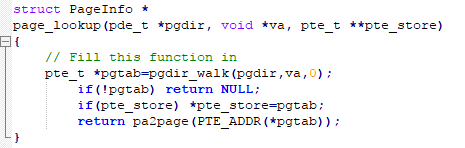 struct PageInfo *
page_lookup(pde_t *pgdir, void *va, pte_t **pte_store)
{
// Fill this function in
pte_t *pgtab=pgdir_walk(pgdir,va,0);
if(!pgtab) return NULL;
if(pte_store) *pte_store=pgtab;
return pa2page(PTE_ADDR(*pgtab));
}